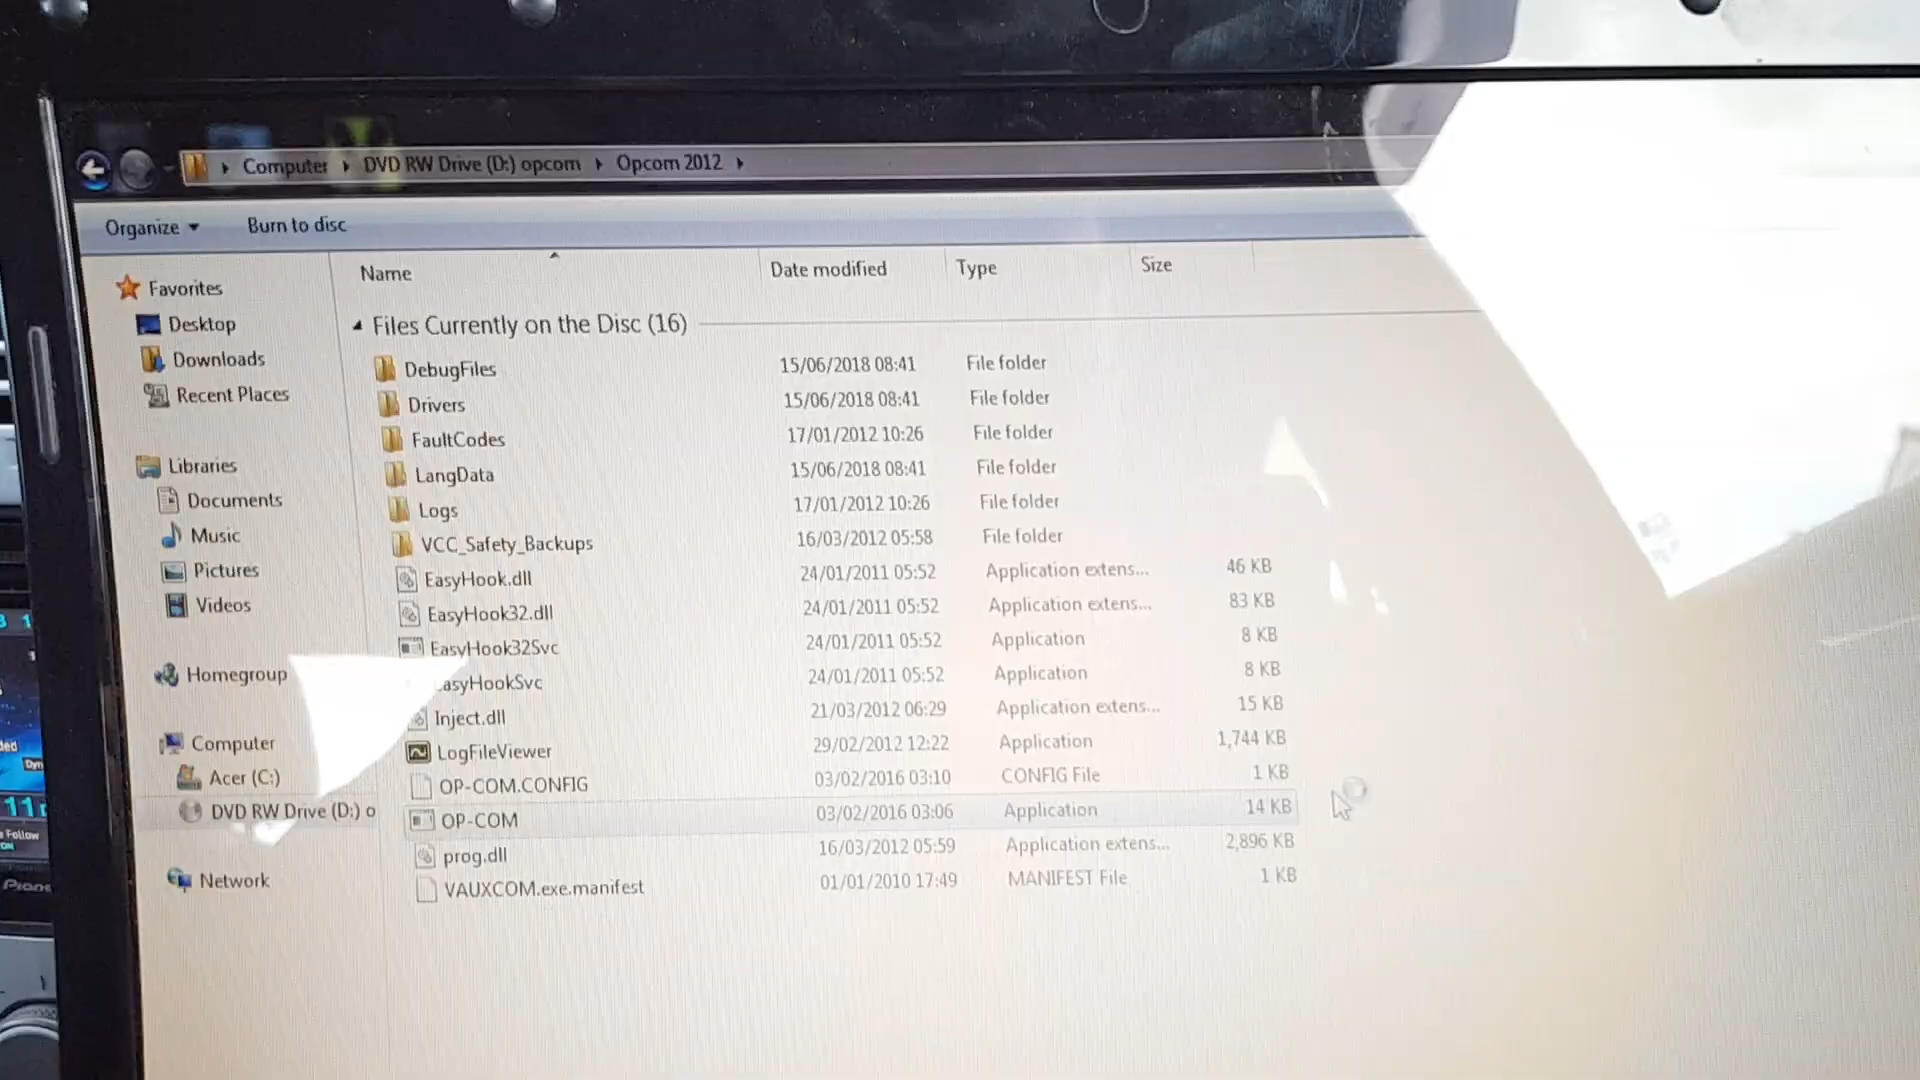 Computer DVD RW Drive (D:) opcom Opcom 2012
Organize Burn to disc
Name Date modified Type Size
Favorites
Desktop
Downloads
Recent Places
Libraries
Documents
Music
Pictures
Videos
Homegroup
Computer
Acer (C:)
DVD RW Drive (D:) o
Network
Files Currently on the Disc (16)
DebugFiles 15/06/2018 08:41 File folder
Drivers 15/06/2018 08:41 File folder
FaultCodes 17/01/2012 10:26 File folder
LangData 15/06/2018 08:41 File folder
Logs 17/01/2012 10:26 File folder
VCC_Safety_Backups 16/03/2012 05:58 File folder
EasyHook.dll 24/01/2011 05:52 Application extens... 46 KB
EasyHook32.dll 24/01/2011 05:52 Application extens... 83 KB
EasyHook32Svc 24/01/2011 05:52 Application 8 KB
asyHookSvc 24/01/2011 05:52 Application 8 KB
Inject.dll 21/03/2012 06:29 Application extens... 15 KB
LogFileViewer 29/02/2012 12:22 Application 1,744 KB
OP-COM.CONFIG 03/02/2016 03:10 CONFIG File 1 KB
OP-COM 03/02/2016 03:06 Application 14 KB
prog.dll 16/03/2012 05:59 Application extens... 2,896 KB
VAUXCOM.exe.manifest 01/01/2010 17:49 MANIFEST File 1 KB
Follow